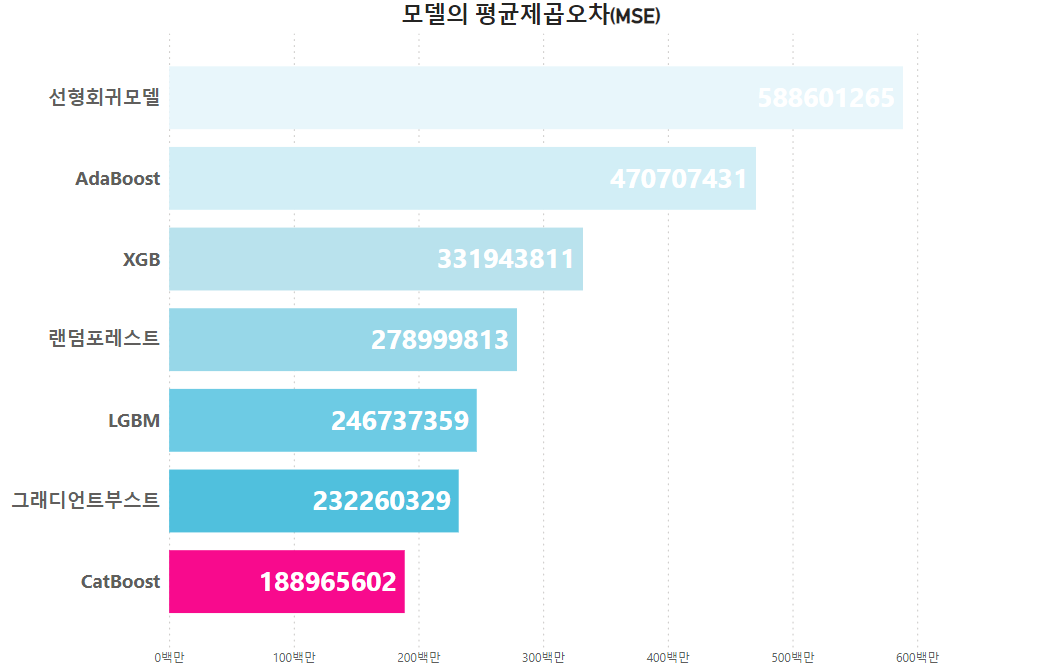 모델의 평균제곱오차(MSE)
선형회귀모델 588601265
AdaBoost 470707431
XGB 331943811
랜덤포레스트 278999813
LGBM 246737359
그래디언트부스트 232260329
CatBoost 188965602
0백만 100백만 200백만 300백만 400백만 500백만 600백만